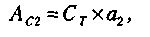 A_{C2} = C_T × a_2,